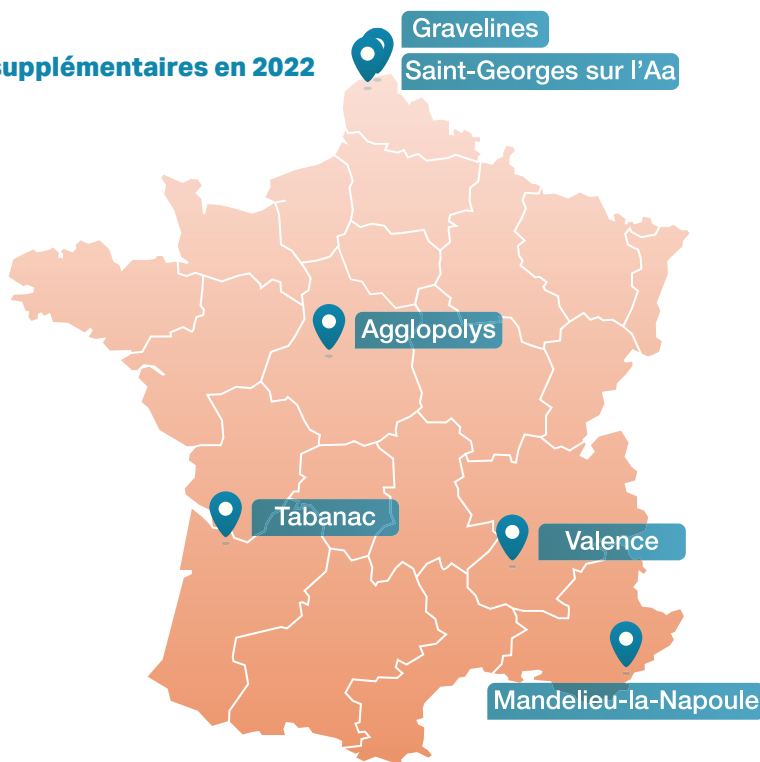 Gravelines
supplémentaires en 2022
Saint-Georges sur l'Aa
Agglopolys
Tabanac
Valence
Mandelieu-la-Napoule